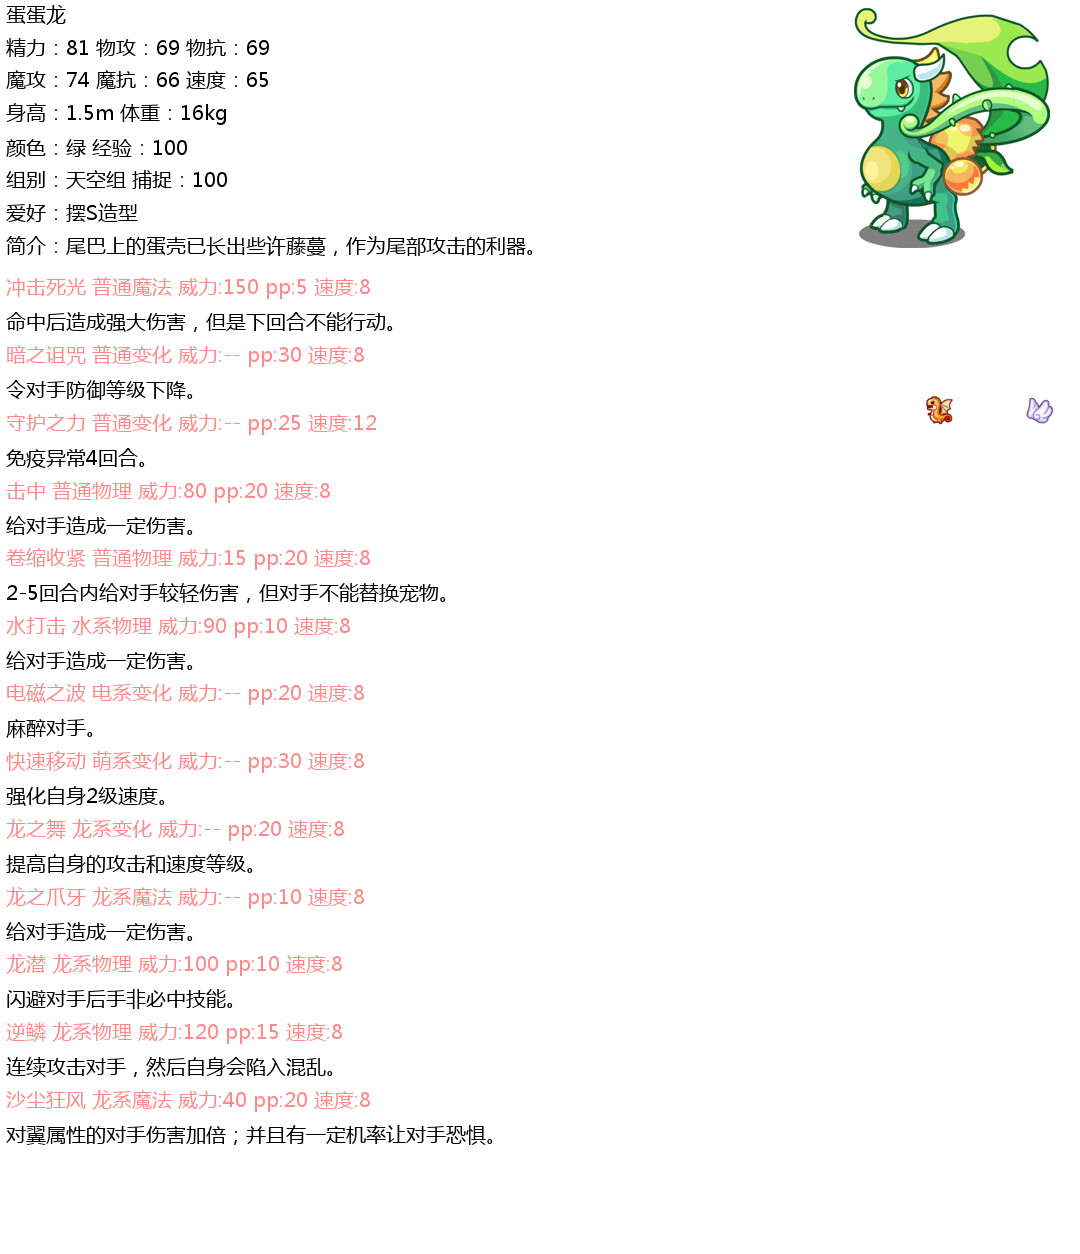 蛋蛋龙
精力：81 物攻：69 物抗：69
魔攻：74 魔抗：66 速度：65
身高：1.5m 体重：16kg
颜色：绿 经验：100
组别：天空组 捕捉：100
爱好：摆S造型
简介：尾巴上的蛋壳已长出些许藤蔓，作为尾部攻击的利器。
冲击死光 普通魔法 威力:150 pp:5 速度:8
命中后造成强大伤害，但是下回合不能行动。
暗之诅咒 普通变化 威力:-- pp:30 速度:8
令对手防御等级下降。
守护之力 普通变化 威力:-- pp:25 速度:12
免疫异常4回合。
击中 普通物理 威力:80 pp:20 速度:8
给对手造成一定伤害。
卷缩收紧 普通物理 威力:15 pp:20 速度:8
2-5回合内给对手较轻伤害，但对手不能替换宠物。
水打击 水系物理 威力:90 pp:10 速度:8
给对手造成一定伤害。
电磁之波 电系变化 威力:-- pp:20 速度:8
麻醉对手。
快速移动 萌系变化 威力:-- pp:30 速度:8
强化自身2级速度。
龙之舞 龙系变化 威力:-- pp:20 速度:8
提高自身的攻击和速度等级。
龙之爪牙 龙系魔法 威力:-- pp:10 速度:8
给对手造成一定伤害。
龙潜 龙系物理 威力:100 pp:10 速度:8
闪避对手后手非必中技能。
逆鳞 龙系物理 威力:120 pp:15 速度:8
连续攻击对手，然后自身会陷入混乱。
沙尘狂风 龙系魔法 威力:40 pp:20 速度:8
对翼属性的对手伤害加倍；并且有一定机率让对手恐惧。